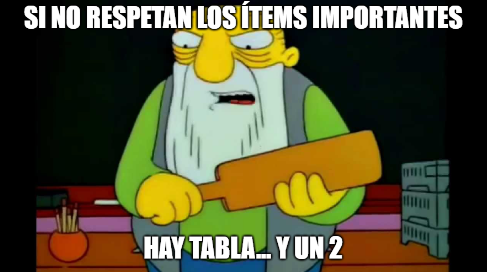 SI NO RESPETAN LOS ÍTEMS IMPORTANTES
HAY TABLA... Y UN 2